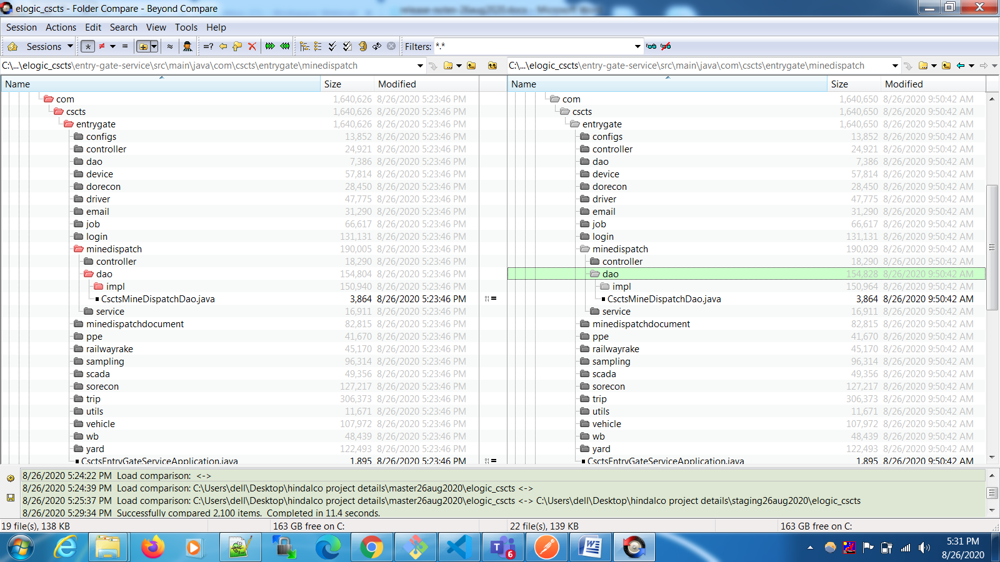 elogic_cscts - Folder Compare - Beyond Compare
Session Actions Edit Search View Tools Help
Sessions Filters: *.*
C:\...\elogic_cscts\entry-gate-service\src\main\java\com\cscts\entrygate\minedispatch C:\...\elogic_cscts\entry-gate-service\src\main\java\com\cscts\entrygate\minedispatch
Name Size Modified Name Size Modified
com 1,640,626 8/26/2020 5:23:46 PM com 1,640,650 8/26/2020 9:50:42 AM
cscts 1,640,626 8/26/2020 5:23:46 PM cscts 1,640,650 8/26/2020 9:50:42 AM
entrygate 1,640,626 8/26/2020 5:23:46 PM entrygate 1,640,650 8/26/2020 9:50:42 AM
configs 13,852 8/26/2020 5:23:46 PM configs 13,852 8/26/2020 9:50:42 AM
controller 24,921 8/26/2020 5:23:46 PM controller 24,921 8/26/2020 9:50:42 AM
dao 7,386 8/26/2020 5:23:46 PM dao 7,386 8/26/2020 9:50:42 AM
device 57,814 8/26/2020 5:23:46 PM device 57,814 8/26/2020 9:50:42 AM
dorecon 28,450 8/26/2020 5:23:46 PM dorecon 28,450 8/26/2020 9:50:42 AM
driver 47,775 8/26/2020 5:23:46 PM driver 47,775 8/26/2020 9:50:42 AM
email 31,290 8/26/2020 5:23:46 PM email 31,290 8/26/2020 9:50:42 AM
job 66,617 8/26/2020 5:23:46 PM job 66,617 8/26/2020 9:50:42 AM
login 131,131 8/26/2020 5:23:46 PM login 131,131 8/26/2020 9:50:42 AM
minedispatch 190,005 8/26/2020 5:23:46 PM minedispatch 190,029 8/26/2020 9:50:42 AM
controller 18,290 8/26/2020 5:23:46 PM controller 18,290 8/26/2020 9:50:42 AM
dao 154,804 8/26/2020 5:23:46 PM dao 154,828 8/26/2020 9:50:42 AM
impl 150,940 8/26/2020 5:23:46 PM impl 150,964 8/26/2020 9:50:42 AM
CsctsMineDispatchDao.java 3,864 8/26/2020 5:23:46 PM = CsctsMineDispatchDao.java 3,864 8/26/2020 9:50:42 AM
service 16,911 8/26/2020 5:23:46 PM service 16,911 8/26/2020 9:50:42 AM
minedispatchdocument 82,815 8/26/2020 5:23:46 PM minedispatchdocument 82,815 8/26/2020 9:50:42 AM
ppe 41,670 8/26/2020 5:23:46 PM ppe 41,670 8/26/2020 9:50:42 AM
railwayrake 45,170 8/26/2020 5:23:46 PM railwayrake 45,170 8/26/2020 9:50:42 AM
sampling 96,314 8/26/2020 5:23:46 PM sampling 96,314 8/26/2020 9:50:42 AM
scada 49,356 8/26/2020 5:23:46 PM scada 49,356 8/26/2020 9:50:42 AM
sorecon 127,217 8/26/2020 5:23:46 PM sorecon 127,217 8/26/2020 9:50:42 AM
trip 306,373 8/26/2020 5:23:46 PM trip 306,373 8/26/2020 9:50:42 AM
utils 11,671 8/26/2020 5:23:46 PM utils 11,671 8/26/2020 9:50:42 AM
vehicle 107,972 8/26/2020 5:23:46 PM vehicle 107,972 8/26/2020 9:50:42 AM
wb 48,439 8/26/2020 5:23:46 PM wb 48,439 8/26/2020 9:50:42 AM
yard 122,493 8/26/2020 5:23:46 PM yard 122,493 8/26/2020 9:50:42 AM
CsctsEntryGateServiceApplication.java 1,895 8/26/2020 5:23:46 PM = CsctsEntryGateServiceApplication.java 1,895 8/26/2020 9:50:42 AM
8/26/2020 5:24:22 PM Load comparison: <->
8/26/2020 5:24:39 PM Load comparison: C:\Users\dell\Desktop\hindalco project details\master26aug2020\elogic_cscts <->
8/26/2020 5:25:37 PM Load comparison: C:\Users\dell\Desktop\hindalco project details\master26aug2020\elogic_cscts <-> C:\Users\dell\Desktop\hindalco project details\staging26aug2020\elogic_cscts
8/26/2020 5:29:34 PM Successfully compared 2,100 items. Completed in 11.4 seconds.
19 file(s), 138 KB 163 GB free on C: 22 file(s), 139 KB 163 GB free on C:
5:31 PM
8/26/2020